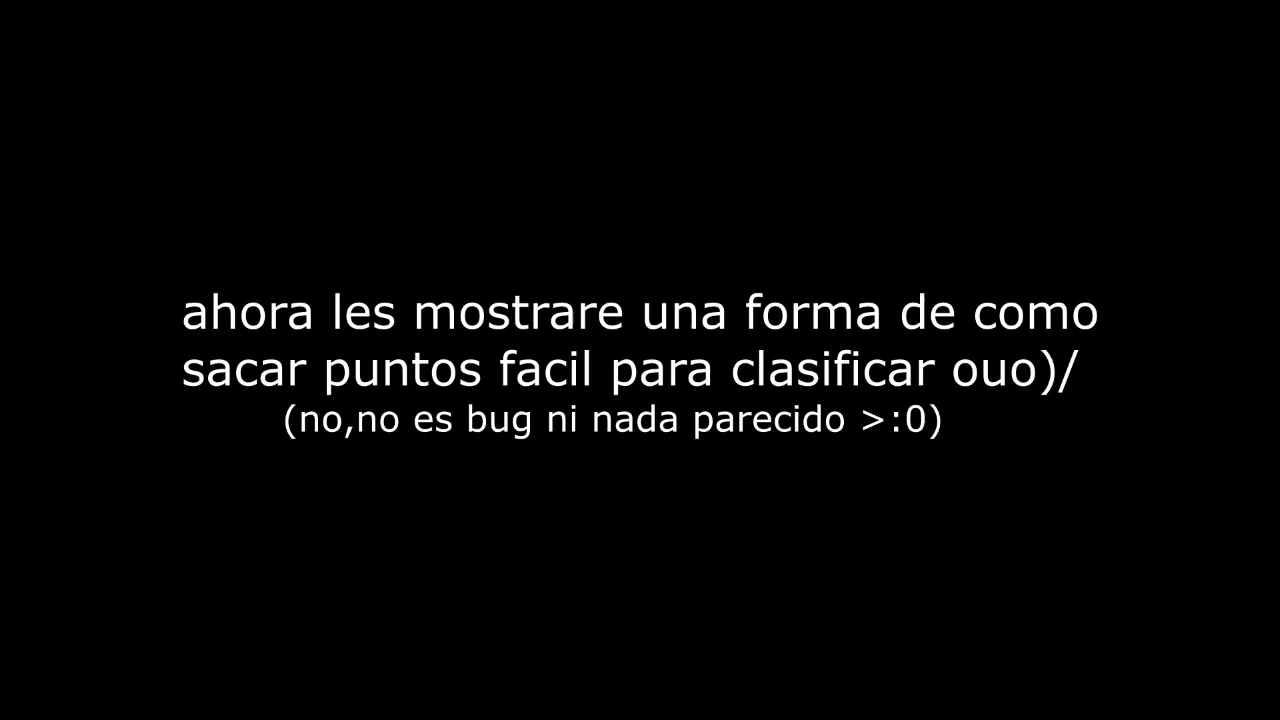 ahora les mostrare una forma de como
sacar puntos facil para clasificar ouo)/
(no,no es bug ni nada parecido >:0)